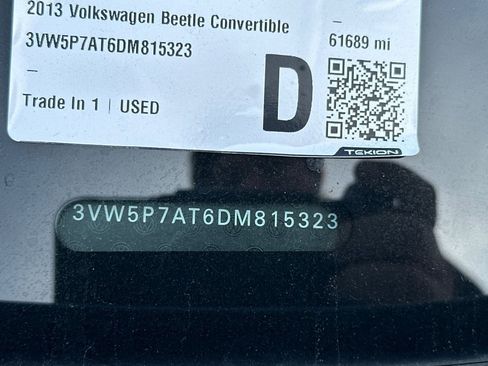 2013 Volkswagen Beetle Convertible
3VW5P7AT6DM815323
–
Trade In 1 | USED
D
–
61689 mi
TEKION
3VW5P7AT6DM815323